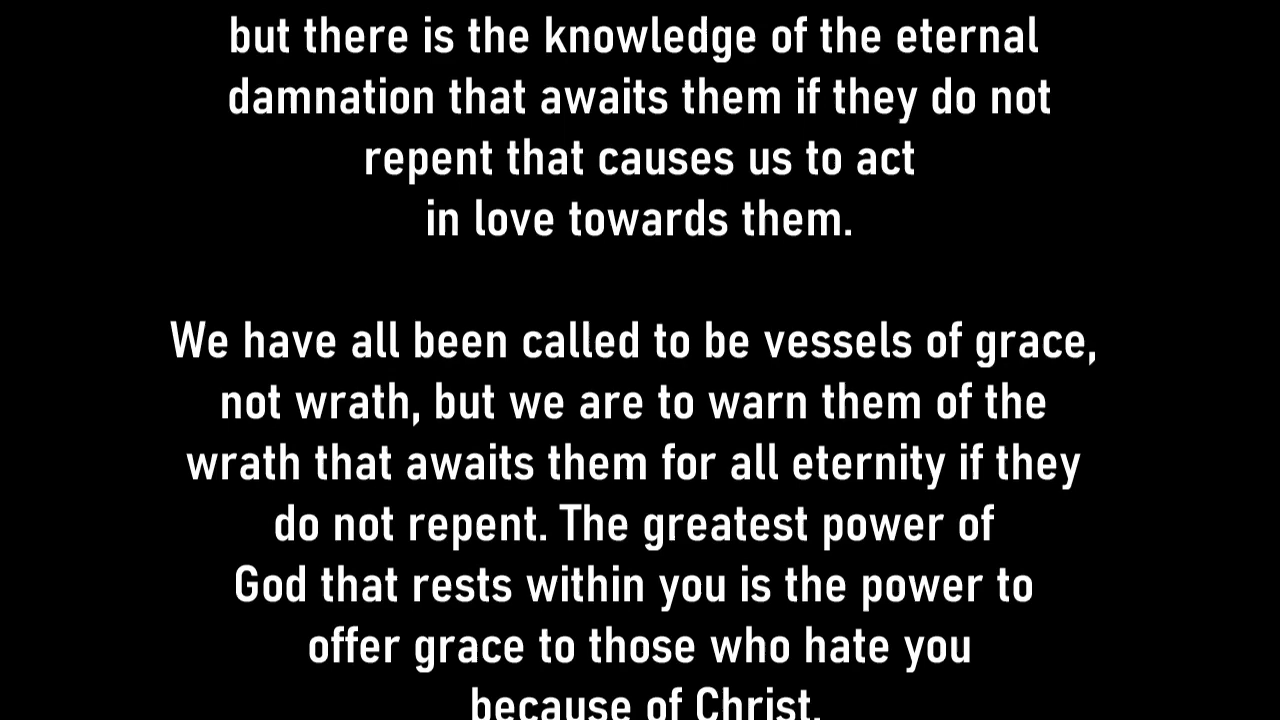 but there is the knowledge of the eternal
damnation that awaits them if they do not
repent that causes us to act
in love towards them.
We have all been called to be vessels of grace,
not wrath, but we are to warn them of the
wrath that awaits them for all eternity if they
do not repent. The greatest power of
God that rests within you is the power to
offer grace to those who hate you
because of Christ.